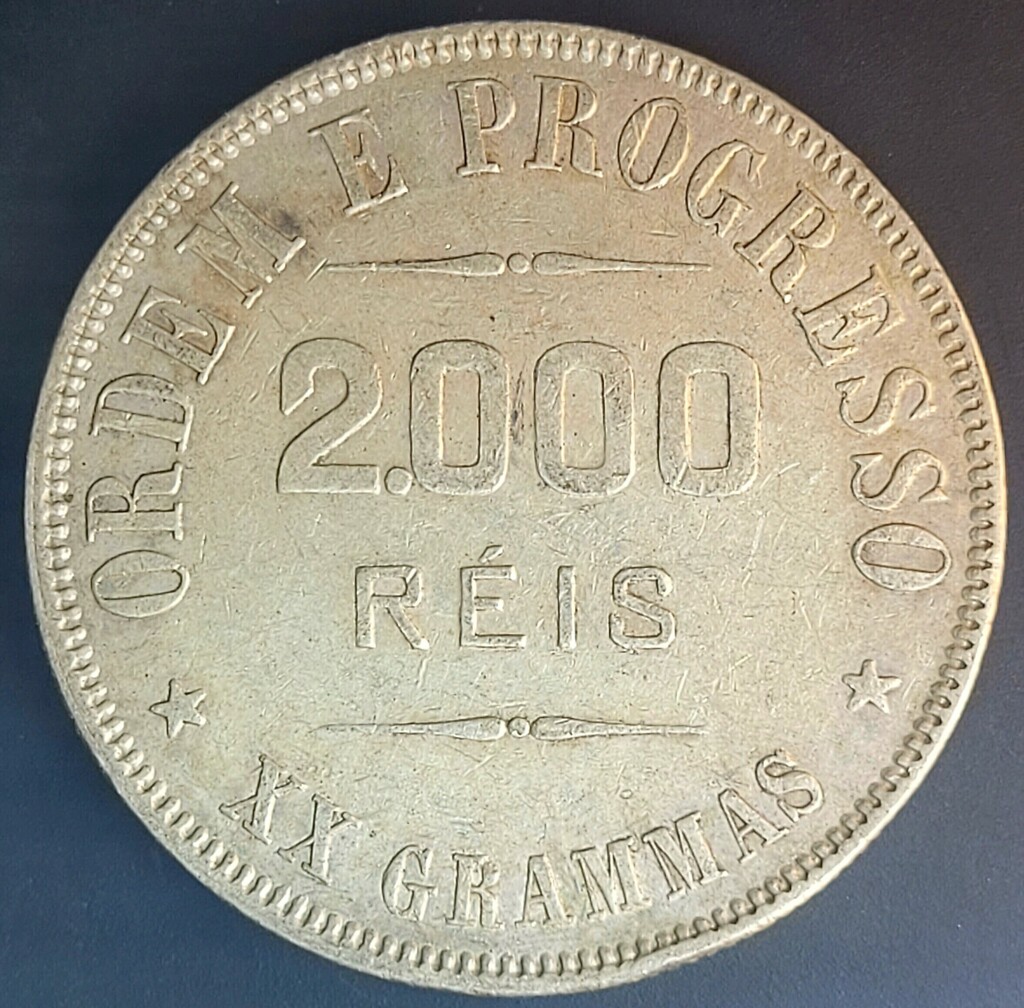 ORDEM E PROGRESSO
2.000
RÉIS
XX GRAMMAS